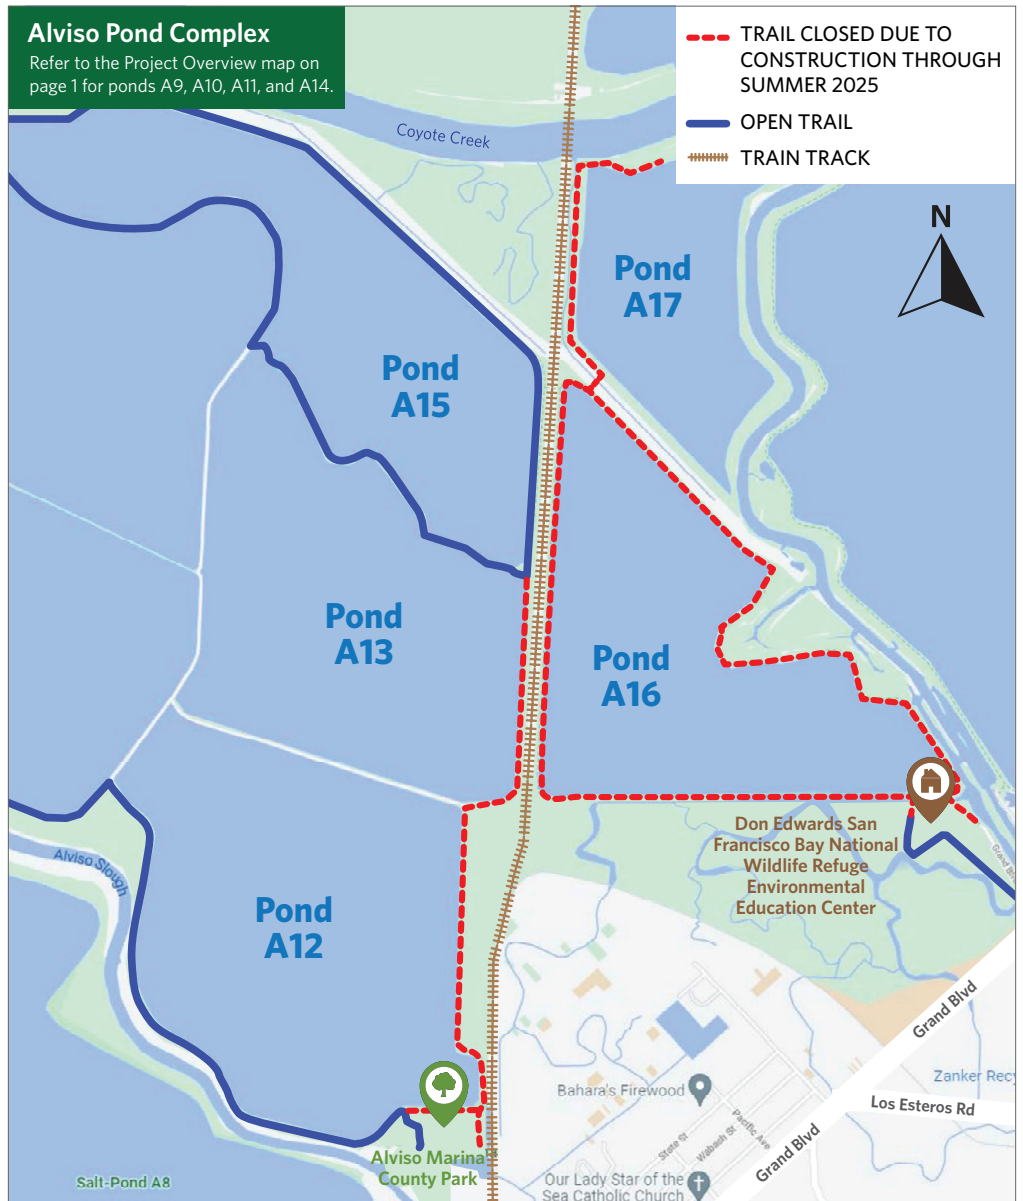 Alviso Pond Complex
Refer to the Project Overview map on
page 1 for ponds A9, A10, A11, and A14.
TRAIL CLOSED DUE TO
CONSTRUCTION THROUGH
SUMMER 2025
OPEN TRAIL
TRAIN TRACK
Coyote Creek
N
Pond
A17
Pond
A15
Pond
A13
Pond
A16
Don Edwards San
Francisco Bay National
Wildlife Refuge
Environmental
Education Center
Grand Blv
Alviso Slough
Pond
A12
Grand Blvd
Zanker Recy
Los Esteros Rd
Bahara's Firewood
Pacific Ave
State St
Wabash St
Grand Blvd
Alviso Marina
County Park
Our Lady Star of the
Sea Catholic Church
Salt-Pond A8